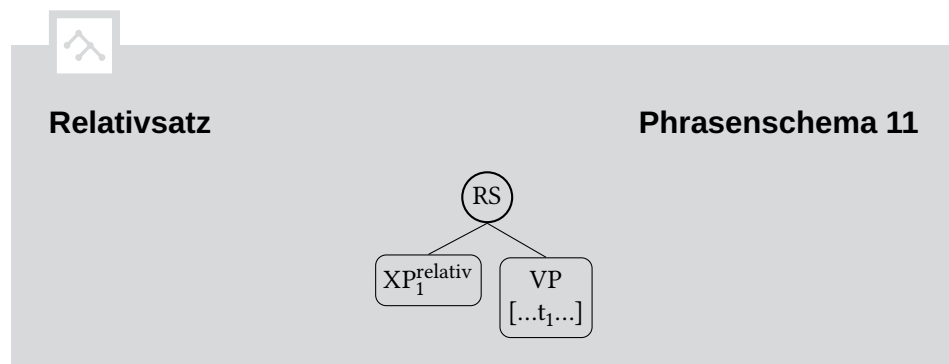 Relativsatz Phrasenschema 11
RS
XP₁^relativ VP
[...t₁...]